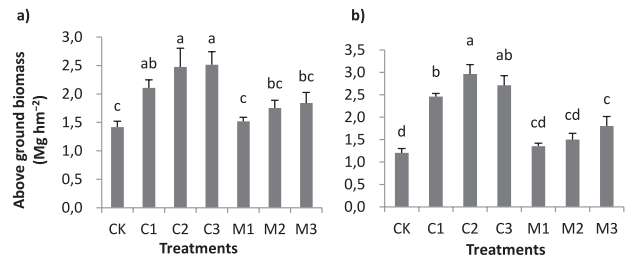 a)
Above ground biomass
(Mg hm⁻²)
3,0
2,5
2,0
1,5
1,0
0,5
0,0
c
ab
a
a
c
bc
bc
CK C1 C2 C3 M1 M2 M3
Treatments
b)
3,5
3,0
2,5
2,0
1,5
1,0
0,5
0,0
d
b
a
ab
cd
cd
c
CK C1 C2 C3 M1 M2 M3
Treatments